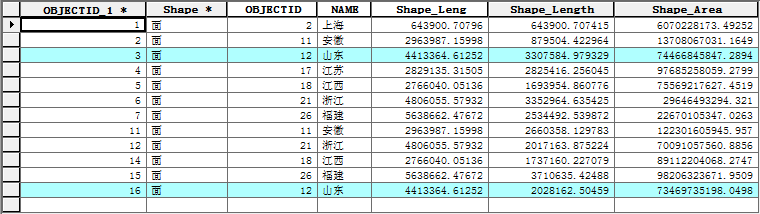 OBJECTID_1 * Shape * OBJECTID NAME Shape_Leng Shape_Length Shape_Area
1 面 2 上海 643900.70796 643900.707415 6070228173.49252
2 面 11 安徽 2963987.15998 879504.422964 13708067031.1649
3 面 12 山东 4413364.61252 3307584.979329 74466845847.2894
4 面 17 江苏 2829135.31505 2825416.256045 97685258059.2799
5 面 18 江西 2766040.05136 1693954.860776 75569217627.4519
6 面 21 浙江 4806055.57932 3352964.635425 29646493294.321
7 面 26 福建 5638662.47672 2534492.539872 22670105347.0263
11 面 11 安徽 2963987.15998 2660358.129783 122301605945.957
12 面 21 浙江 4806055.57932 2017163.875224 70091057560.8856
14 面 18 江西 2766040.05136 1737160.227079 89112204068.2747
15 面 26 福建 5638662.47672 3710635.42488 98206323671.9509
16 面 12 山东 4413364.61252 2028162.50459 73469735198.0498